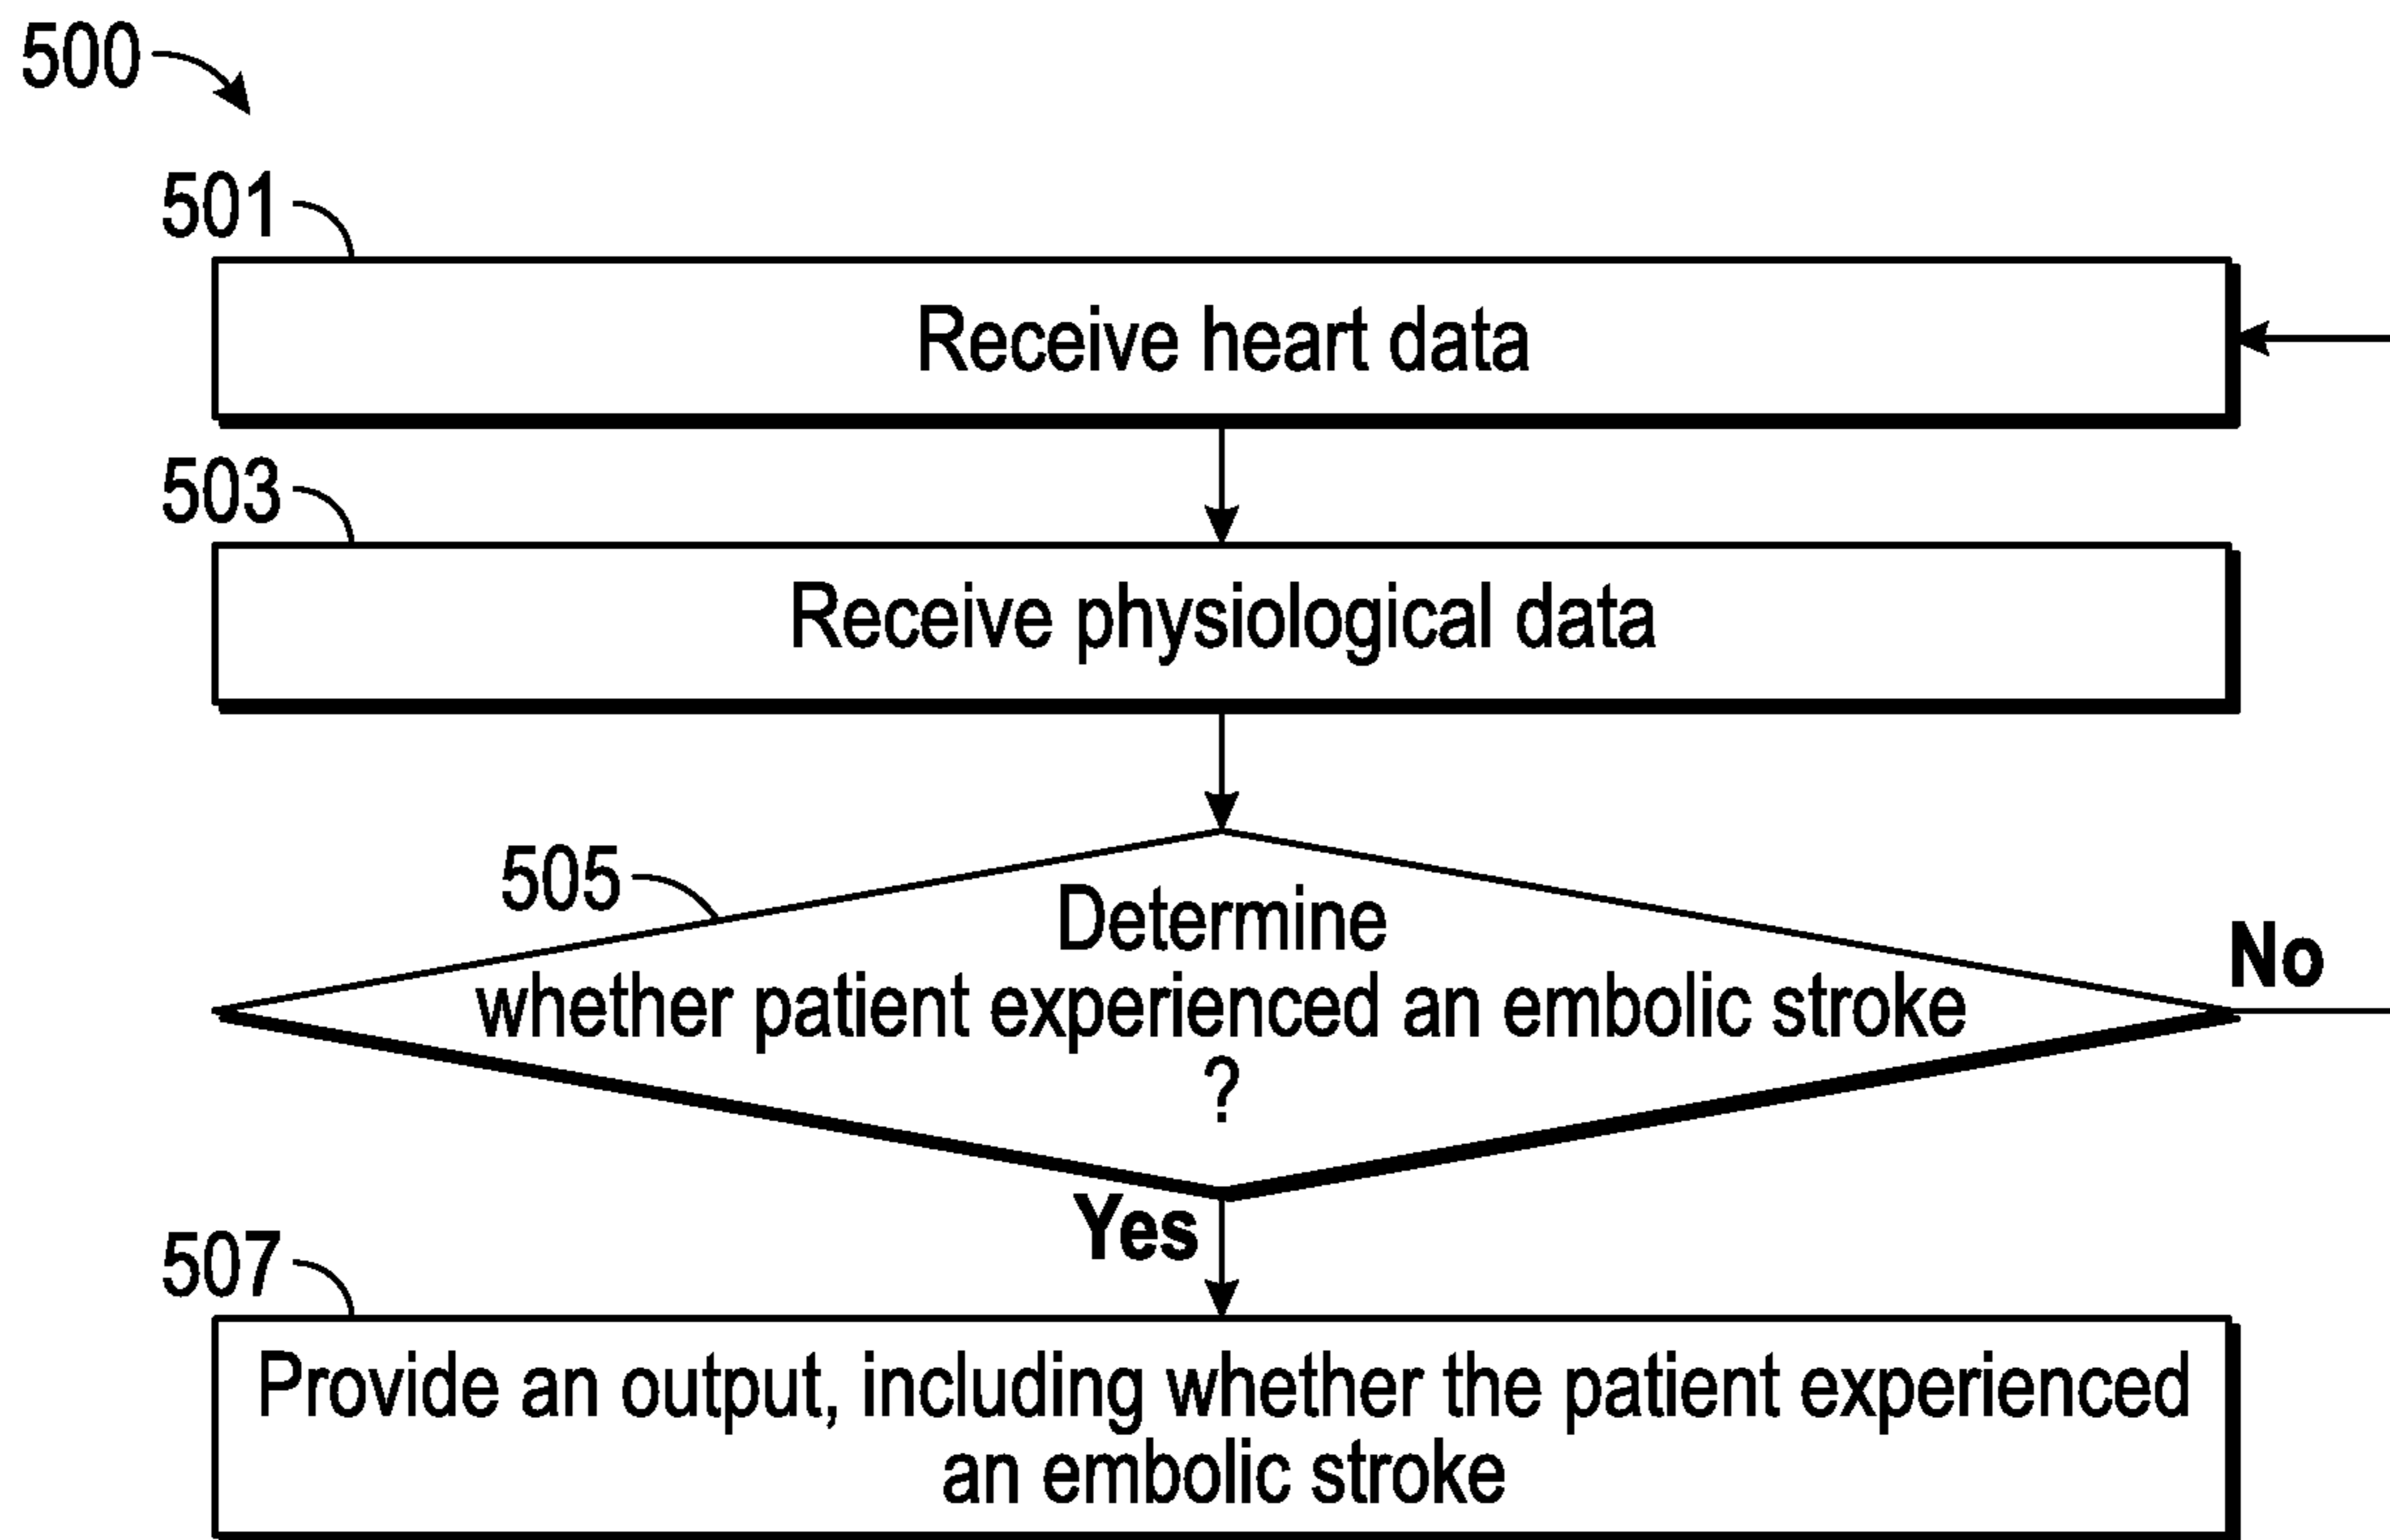 500
501
Receive heart data
503
Receive physiological data
505
Determine
whether patient experienced an embolic stroke
?
No
Yes
507
Provide an output, including whether the patient experienced
an embolic stroke